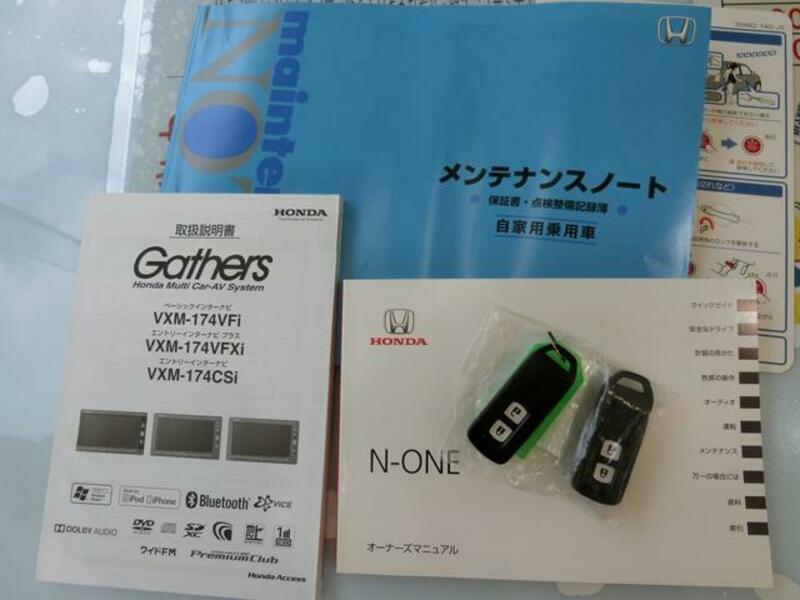 mainte
NOT
メンテナンスノート
保証書・点検整備記録簿
自家用乗用車
HONDA
取扱説明書
Gathers
Honda Multi Car-AV System
ベーシックインターナビ
VXM-174VFi
エントリーインターナビ プラス
VXM-174VFXi
エントリーインターナビ
VXM-174CSi
iPod iPhone
Bluetooth
VICS
DOLBY AUDIO
DVD
SD XC
ワイドFM
PremiumClub
Honda Access
HONDA
N-ONE
オーナーズマニュアル
クイックガイド
安全なドライブ
計器の見かた
各部の操作
オーディオ
運転
メンテナンス
万一の場合には
資料
索引